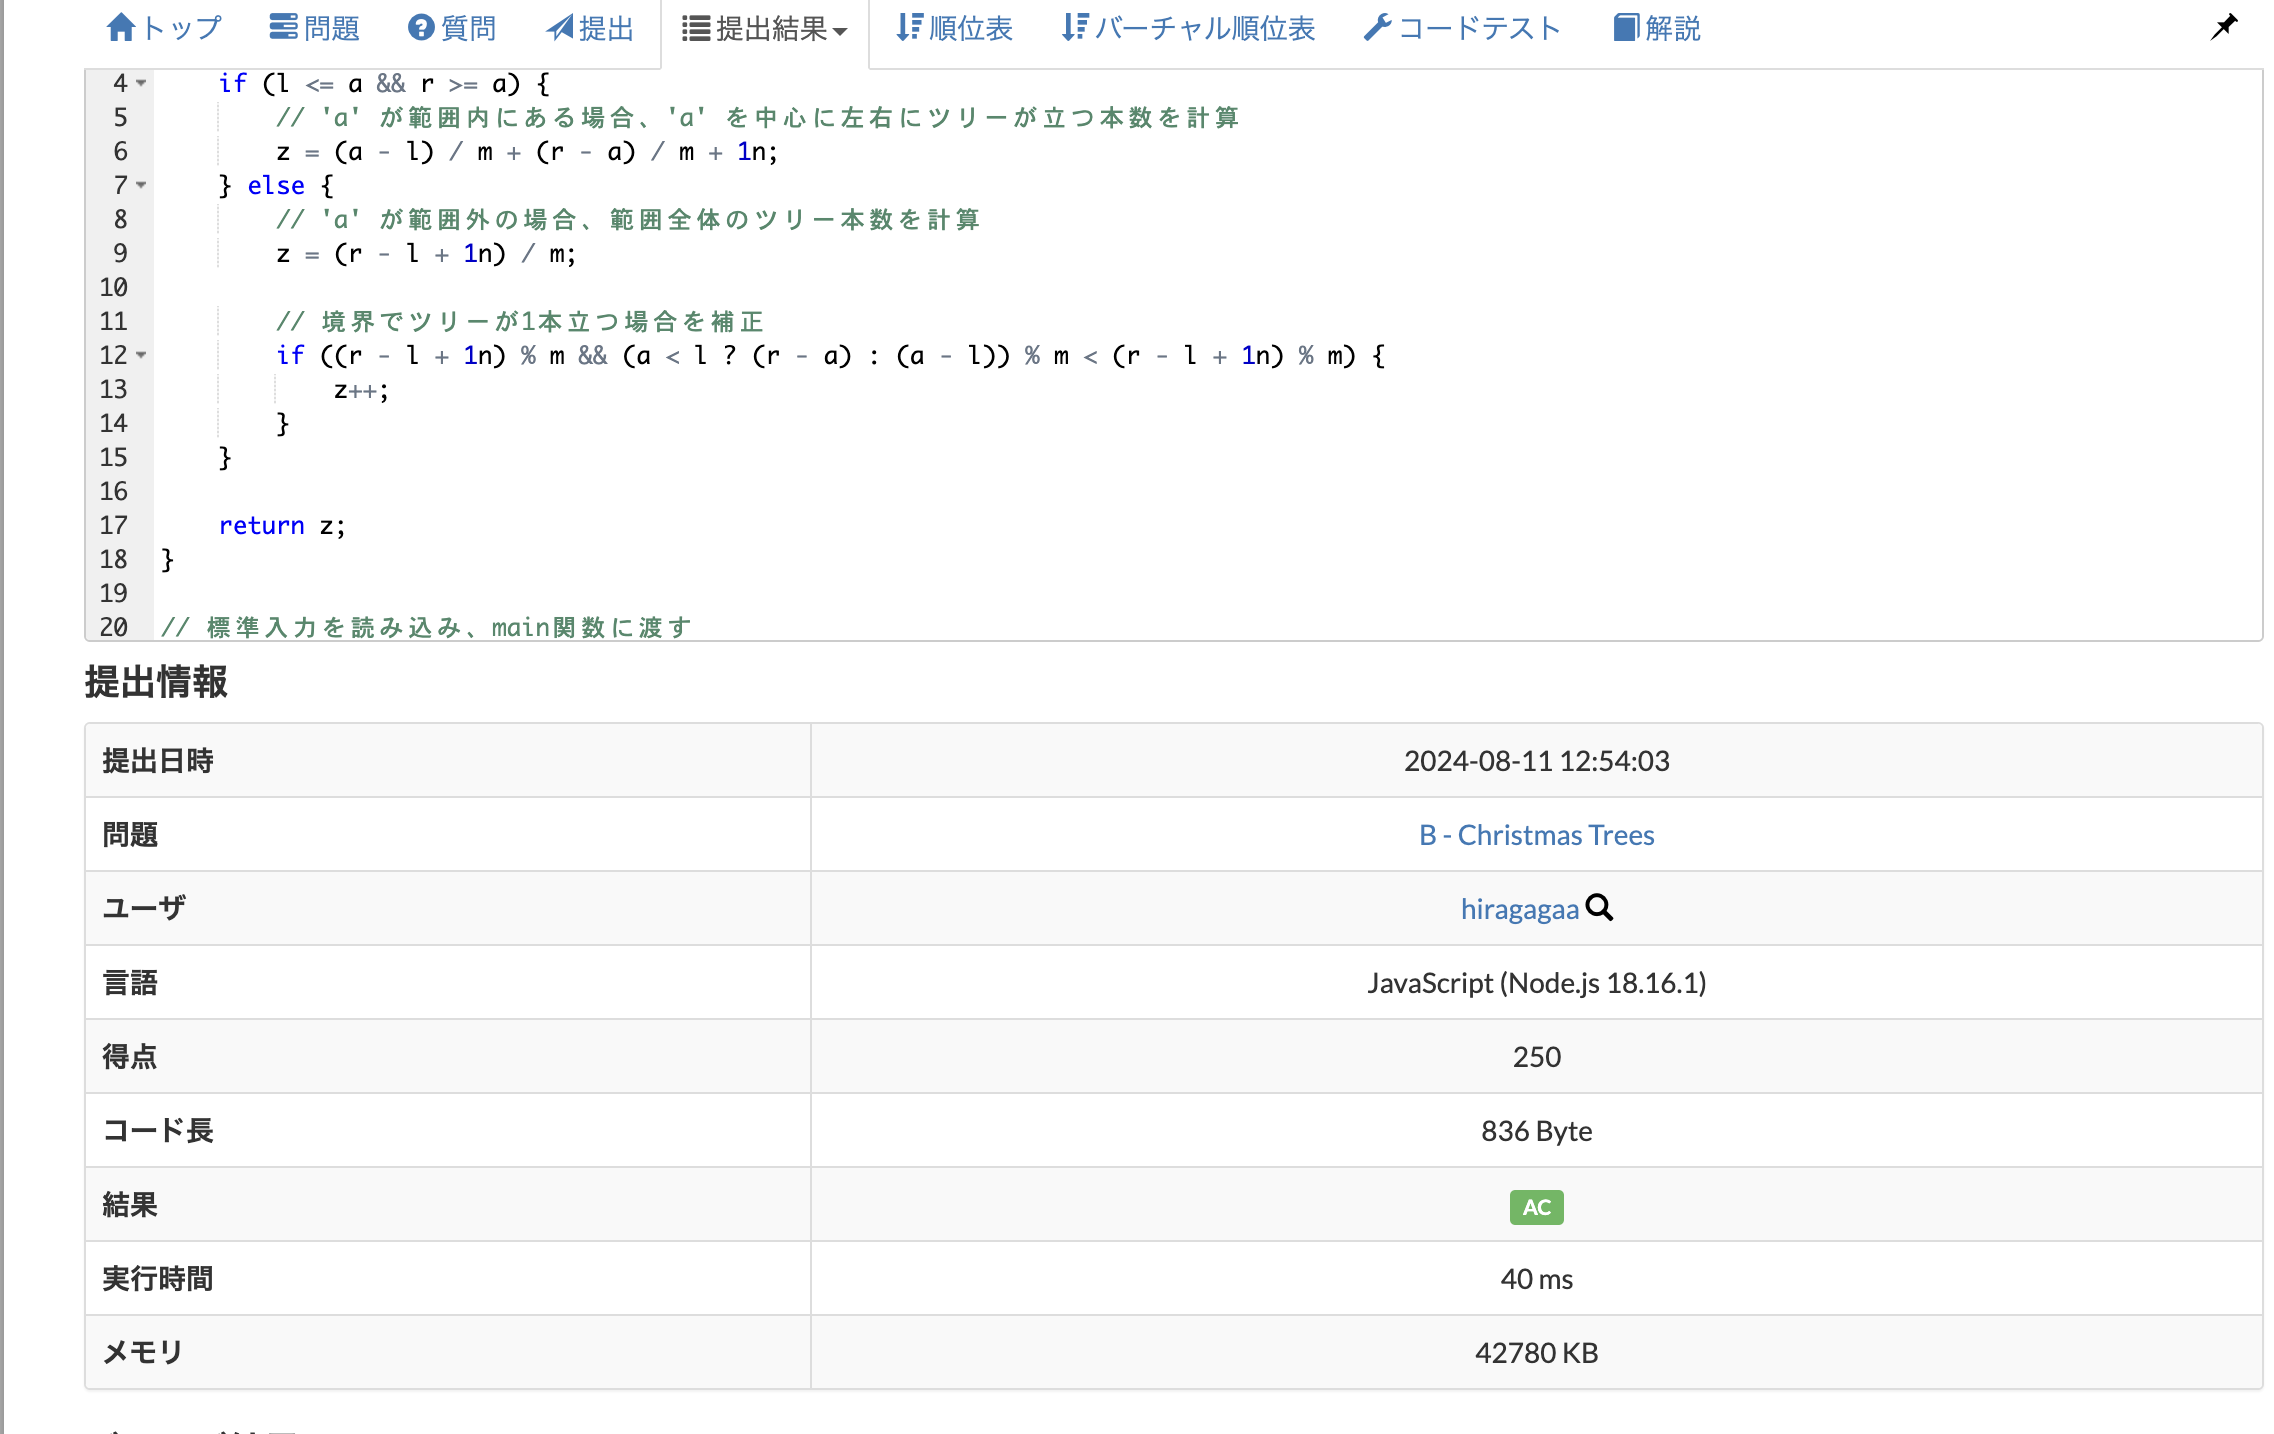 トップ 問題 質問 提出 提出結果 順位表 バーチャル順位表 コードテスト 解説
4 if (l <= a && r >= a) {
5 // 'a' が範囲内にある場合、'a' を中心に左右にツリーが立つ本数を計算
6 z = (a - l) / m + (r - a) / m + 1n;
7 } else {
8 // 'a' が範囲外の場合、範囲全体のツリー本数を計算
9 z = (r - l + 1n) / m;
10
11 // 境界でツリーが1本立つ場合を補正
12 if ((r - l + 1n) % m && (a < l ? (r - a) : (a - l)) % m < (r - l + 1n) % m) {
13 z++;
14 }
15 }
16
17 return z;
18 }
19
20 // 標準入力を読み込み、main関数に渡す
提出情報
提出日時 2024-08-11 12:54:03
問題 B - Christmas Trees
ユーザ hiragagaa
言語 JavaScript (Node.js 18.16.1)
得点 250
コード長 836 Byte
結果 AC
実行時間 40 ms
メモリ 42780 KB